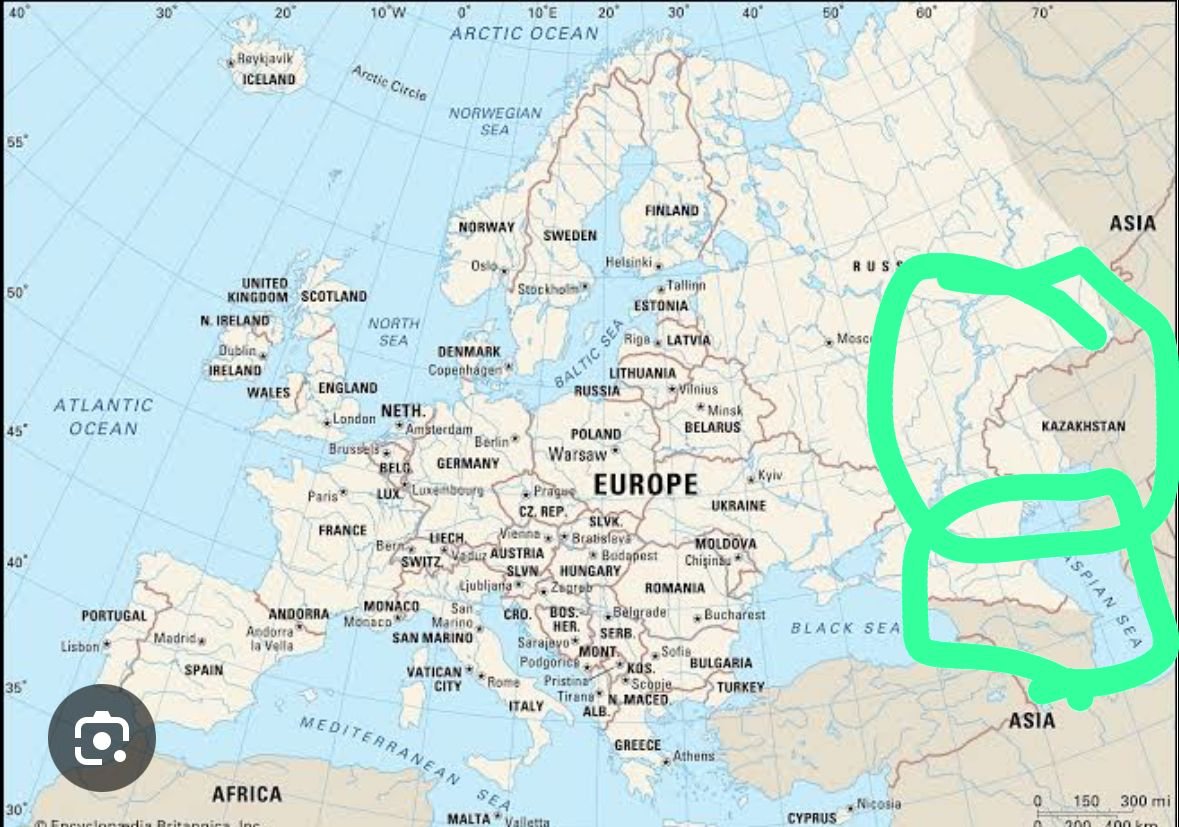 40°
30°
20°
10°W
0°
10°E
20°
30°
40°
50°
60°
70°
ARCTIC OCEAN
Reykjavik
ICELAND
Arctic Circle
NORWEGIAN
SEA
55°
FINLAND
NORWAY
SWEDEN
ASIA
Oslo
Helsinki
RUSS
Stockholm
Tallinn
50°
UNITED
KINGDOM
SCOTLAND
ESTONIA
N. IRELAND
NORTH
SEA
Riga
LATVIA
Dublin
IRELAND
DENMARK
Copenhagen
BALTIC SEA
Mosc
LITHUANIA
RUSSIA
Vilnius
WALES
ENGLAND
ATLANTIC
OCEAN
NETH.
London
Amsterdam
Minsk
BELARUS
45°
Berlin
POLAND
Warsaw
KAZAKHSTAN
Brussels
BELG.
GERMANY
EUROPE
Kyiv
Paris
LUX.
Luxembourg
Prague
CZ. REP.
UKRAINE
FRANCE
SLVK.
Bern
LIECH.
Vienna
Bratislava
MOLDOVA
Chișinău
40°
SWITZ.
Vaduz
AUSTRIA
Budapest
SLVN
HUNGARY
Ljubljana
Zagreb
ROMANIA
CASPIAN SEA
PORTUGAL
ANDORRA
MONACO
San
Marino
CRO.
BOS.-
HER.
Belgrade
Bucharest
Lisbon
Madrid
Andorra
la Vella
Monaco
SAN MARINO
SERB.
BLACK SEA
Sarajevo
MONT.
Sofia
SPAIN
VATICAN
CITY
Rome
Podgorica
KOS.
BULGARIA
Pristina
Scopje
35°
ITALY
Tirana
N. MACED.
TURKEY
ALB.
ASIA
MEDITERRANEAN
SEA
GREECE
Athens
AFRICA
30°
MALTA
Valletta
Nicosia
CYPRUS
0 150 300 mi
0 200 400 km
© Encyclopædia Britannica, Inc.